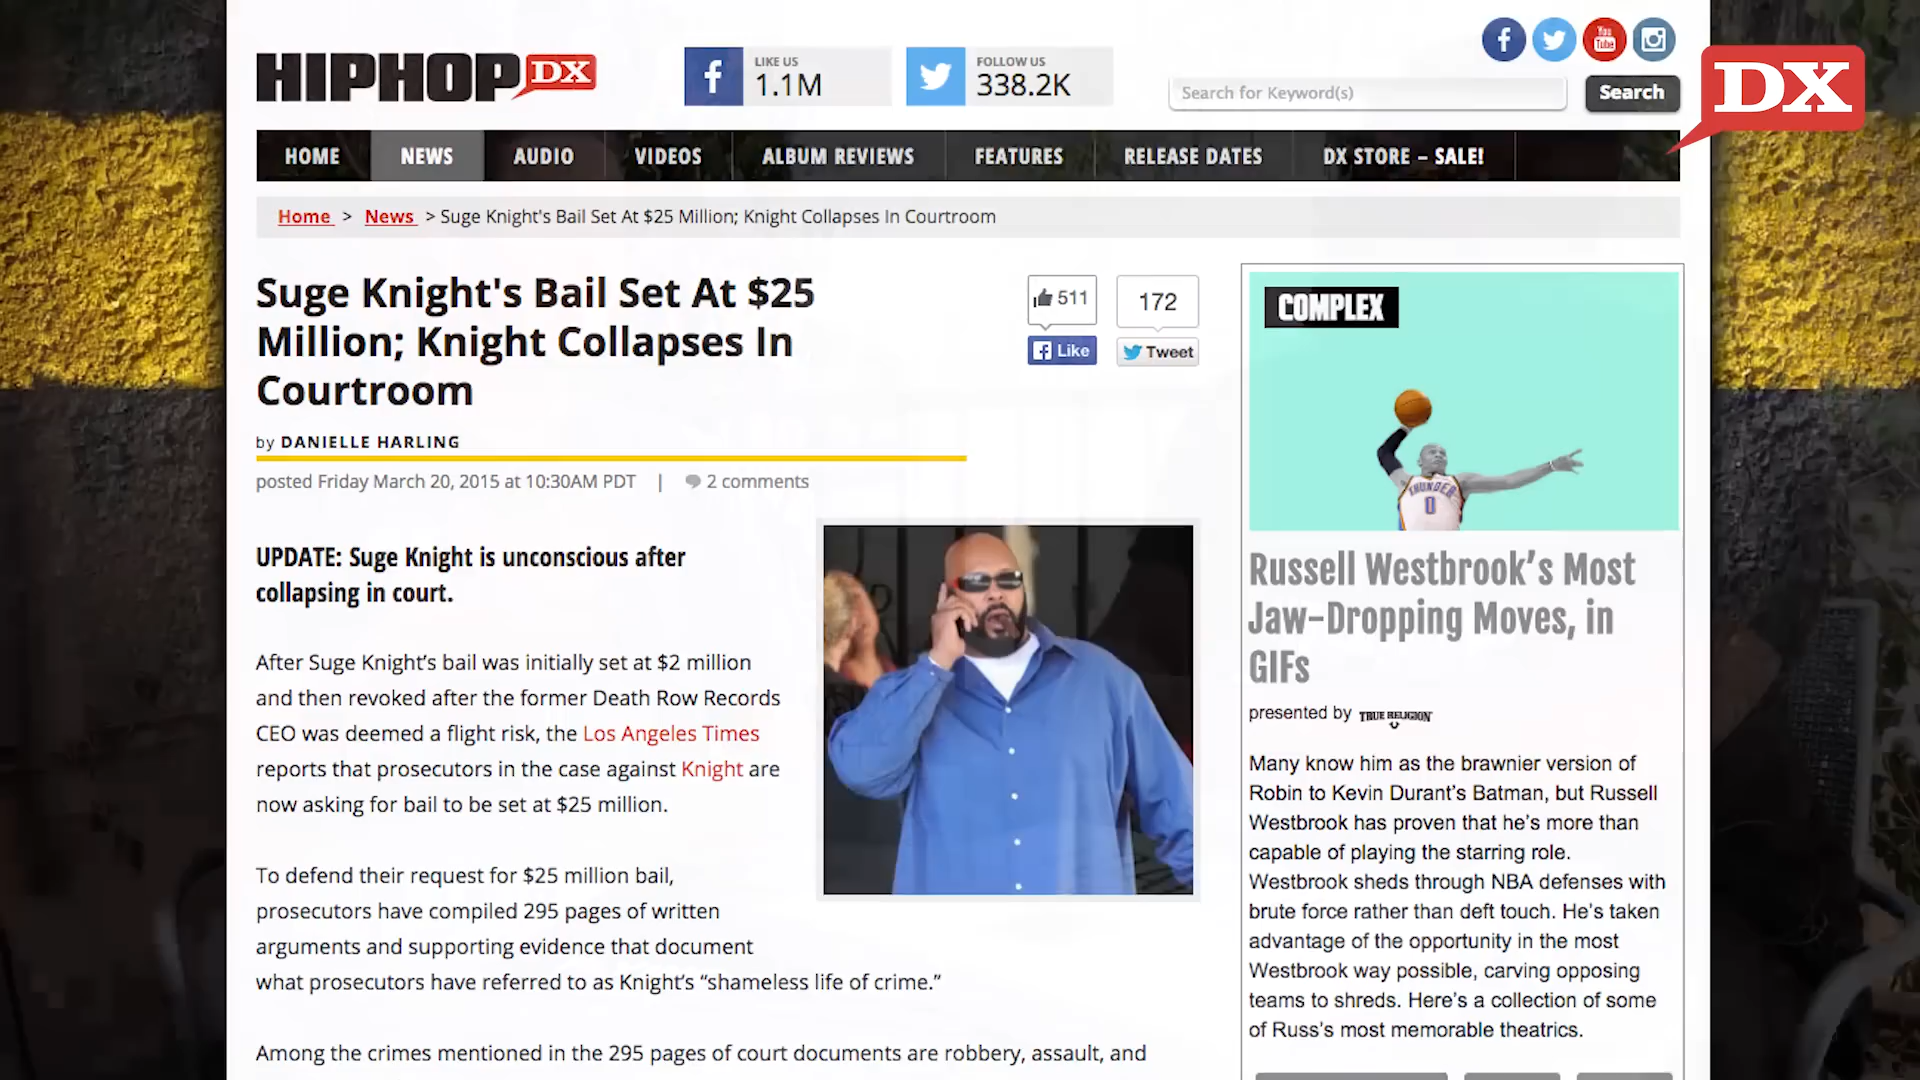 HIPHOP DX
LIKE US
1.1M
FOLLOW US
338.2K
You
Tube
Search for Keyword(s)
Search
DX
HOME
NEWS
AUDIO
VIDEOS
ALBUM REVIEWS
FEATURES
RELEASE DATES
DX STORE – SALE!
Home > News > Suge Knight's Bail Set At $25 Million; Knight Collapses In Courtroom
Suge Knight's Bail Set At $25
Million; Knight Collapses In
Courtroom
511
Like
172
Tweet
by DANIELLE HARLING
posted Friday March 20, 2015 at 10:30AM PDT | 2 comments
UPDATE: Suge Knight is unconscious after
collapsing in court.
After Suge Knight's bail was initially set at $2 million
and then revoked after the former Death Row Records
CEO was deemed a flight risk, the Los Angeles Times
reports that prosecutors in the case against Knight are
now asking for bail to be set at $25 million.
To defend their request for $25 million bail,
prosecutors have compiled 295 pages of written
arguments and supporting evidence that document
what prosecutors have referred to as Knight's “shameless life of crime.”
Among the crimes mentioned in the 295 pages of court documents are robbery, assault, and
COMPLEX
THUNDER
0
Russell Westbrook’s Most
Jaw-Dropping Moves, in
GIFs
presented by TRUE RELIGION
Many know him as the brawnier version of
Robin to Kevin Durant’s Batman, but Russell
Westbrook has proven that he’s more than
capable of playing the starring role.
Westbrook sheds through NBA defenses with
brute force rather than deft touch. He’s taken
advantage of the opportunity in the most
Westbrook way possible, carving opposing
teams to shreds. Here’s a collection of some
of Russ’s most memorable theatrics.